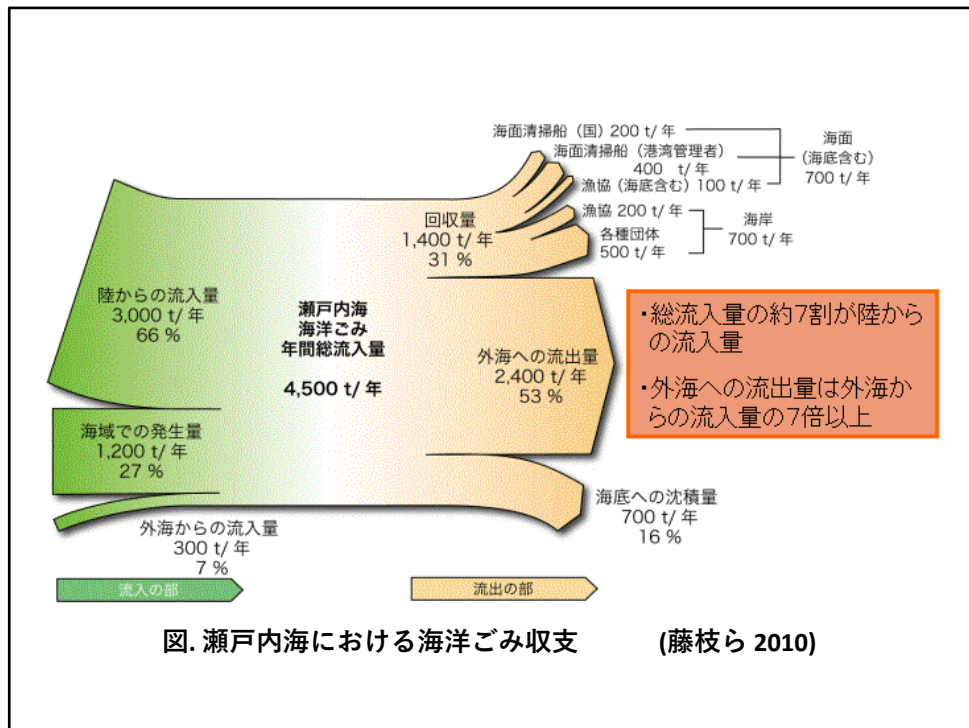 海面清掃船（国）200 t/ 年
海面清掃船（港湾管理者）
400　t/ 年
漁協（海底含む）100 t/ 年
海面
(海底含む)
700 t/ 年
漁協 200 t/ 年
各種団体
500 t/ 年
海岸
700 t/ 年
回収量
1,400 t/ 年
31 %
陸からの流入量
3,000 t/ 年
66 %
瀬戸内海
海洋ごみ
年間総流入量
4,500 t/ 年
外海への流出量
2,400 t/ 年
53 %
・総流入量の約7割が陸から
の流入量
・外海への流出量は外海か
らの流入量の7倍以上
海域での発生量
1,200 t/ 年
27 %
外海からの流入量
300 t/ 年
7 %
海底への沈積量
700 t/ 年
16 %
流入の部
流出の部
図. 瀬戸内海における海洋ごみ収支 (藤枝ら 2010)